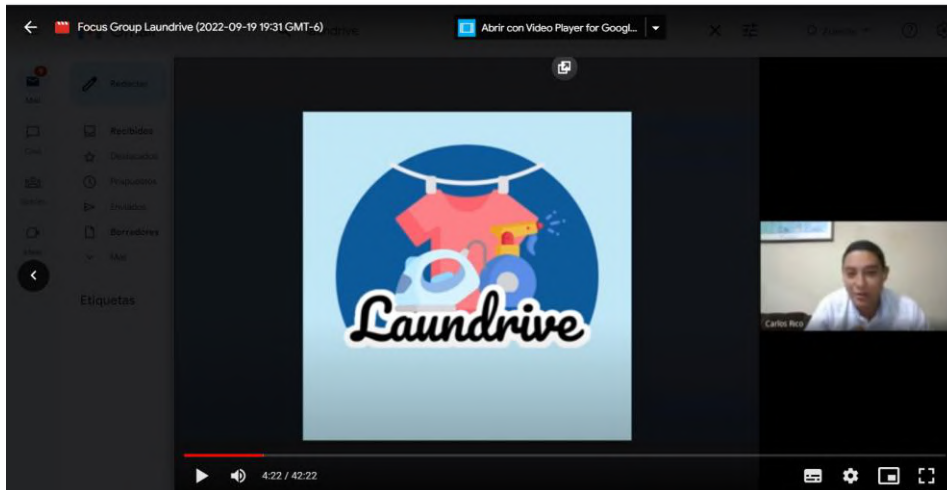 Focus Group Laundrive (2022-09-19 19:31 GMT-6)
Abrir con Video Player for Googl...
Redactar
Mail
Recibidos
Destacados
Pospuestos
Enviados
Borradores
Más
Etiquetas
Laundrive
Carlos Rico
4:22 / 42:22